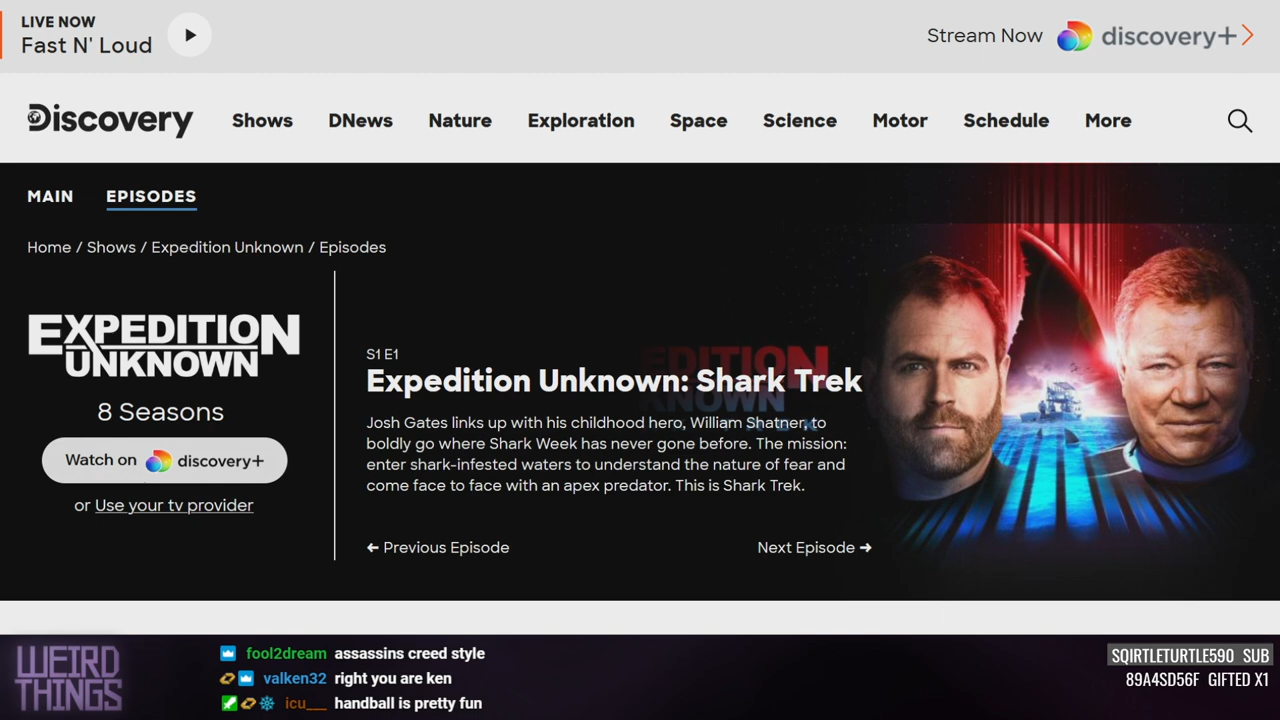 LIVE NOW
Fast N' Loud
Stream Now discovery+
Discovery Shows DNews Nature Exploration Space Science Motor Schedule More
MAIN EPISODES
Home / Shows / Expedition Unknown / Episodes
EXPEDITION
UNKNOWN
8 Seasons
Watch on discovery+
or Use your tv provider
S1 E1
Expedition Unknown: Shark Trek
Josh Gates links up with his childhood hero, William Shatner, to
boldly go where Shark Week has never gone before. The mission:
enter shark-infested waters to understand the nature of fear and
come face to face with an apex predator. This is Shark Trek.
← Previous Episode Next Episode →
WEIRD
THINGS
fool2dream assassins creed style
valken32 right you are ken
icu___ handball is pretty fun
SQIRTLETURTLE590 SUB
89A4SD56F GIFTED X1